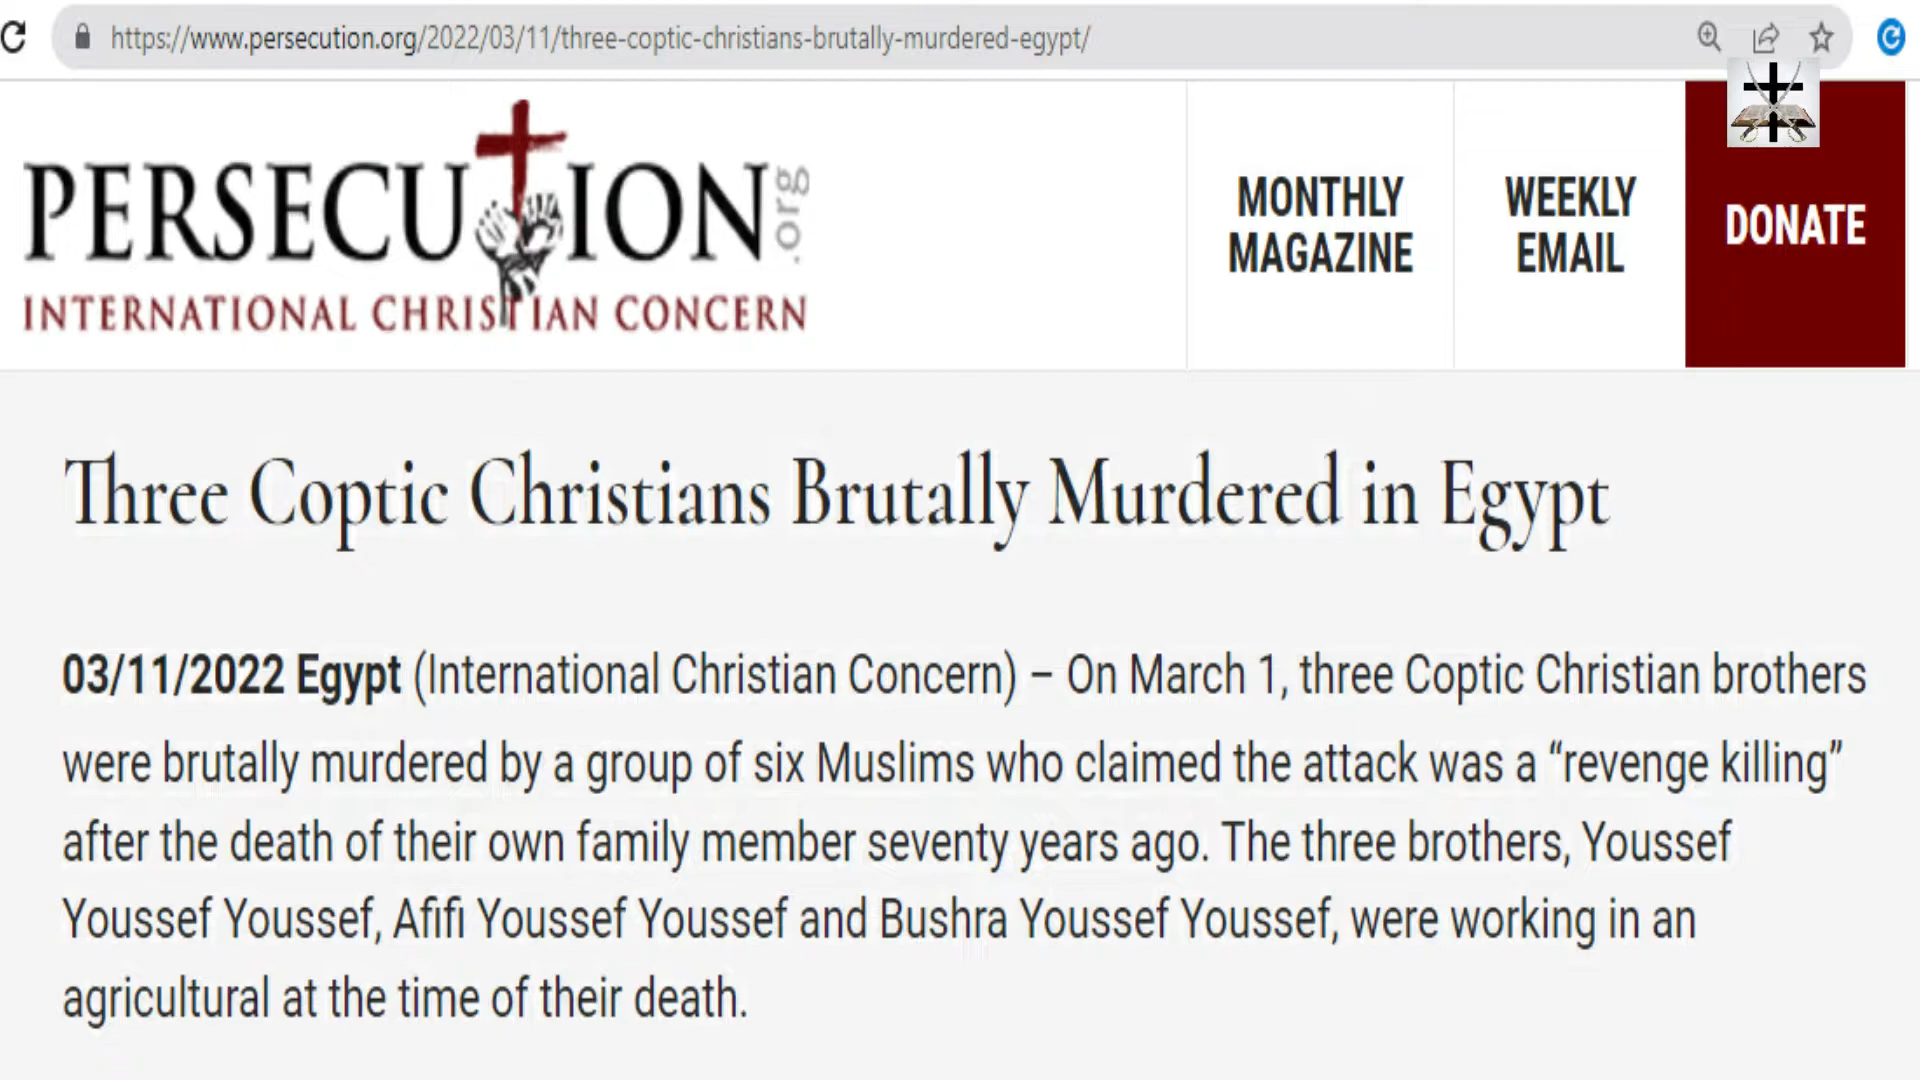 https://www.persecution.org/2022/03/11/three-coptic-christians-brutally-murdered-egypt/
PERSECUTION.org
INTERNATIONAL CHRISTIAN CONCERN
MONTHLY
MAGAZINE
WEEKLY
EMAIL
DONATE
Three Coptic Christians Brutally Murdered in Egypt
03/11/2022 Egypt (International Christian Concern) – On March 1, three Coptic Christian brothers
were brutally murdered by a group of six Muslims who claimed the attack was a “revenge killing”
after the death of their own family member seventy years ago. The three brothers, Youssef
Youssef Youssef, Afifi Youssef Youssef and Bushra Youssef Youssef, were working in an
agricultural at the time of their death.